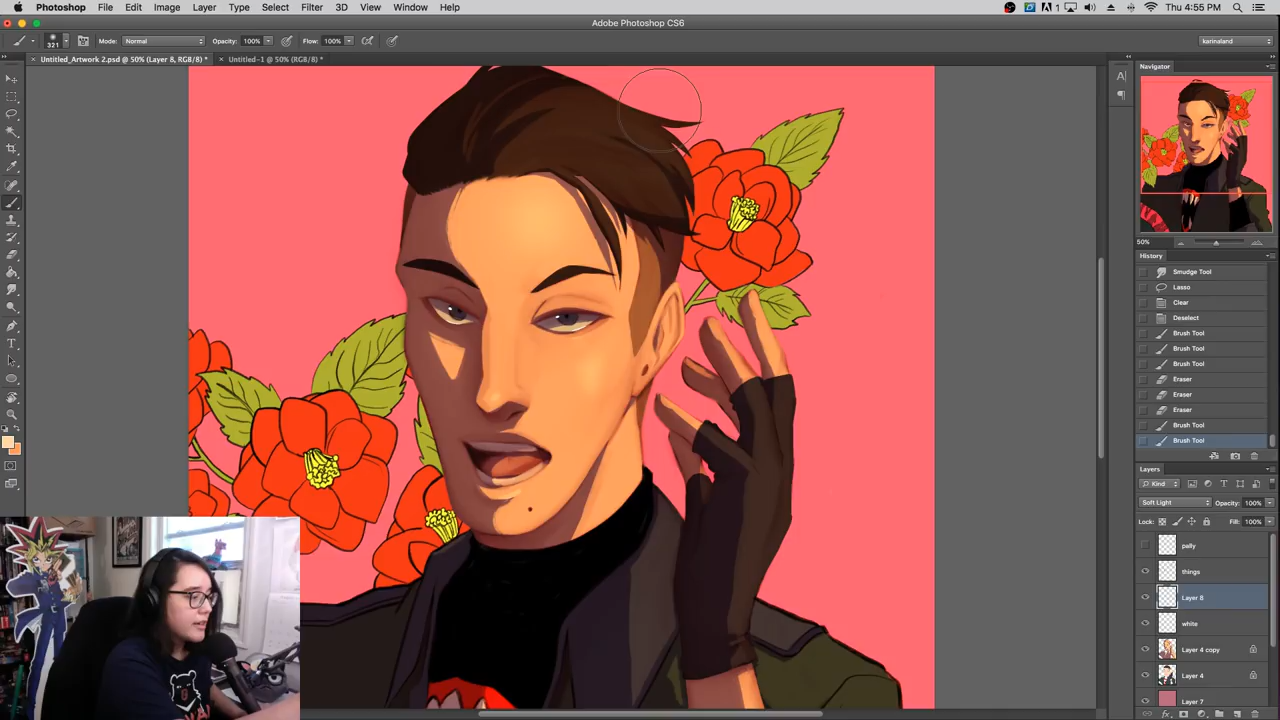 Photoshop File Edit Image Layer Type Select Filter 3D View Window Help
1
Thu 4:55 PM
Adobe Photoshop CS6
321 Mode: Normal Opacity: 100% Flow: 100% karinaland
× Untitled_Artwork 2.psd @ 50% (Layer 8, RGB/8) * × Untitled-1 @ 50% (RGB/8) *
Navigator
50%
History
Smudge Tool
Lasso
Clear
Deselect
Brush Tool
Brush Tool
Brush Tool
Eraser
Eraser
Eraser
Brush Tool
Brush Tool
Layers
Kind
Soft Light Opacity: 100%
Lock: Fill: 100%
pally
things
Layer 8
white
Layer 4 copy
Layer 4
Layer 7
fx